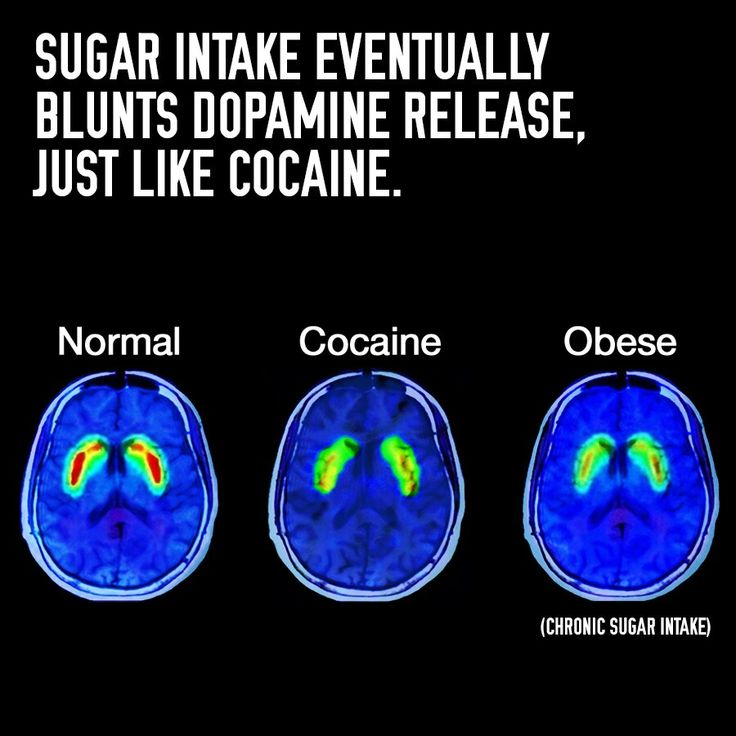 SUGAR INTAKE EVENTUALLY
BLUNTS DOPAMINE RELEASE,
JUST LIKE COCAINE.
Normal
Cocaine
Obese
(CHRONIC SUGAR INTAKE)